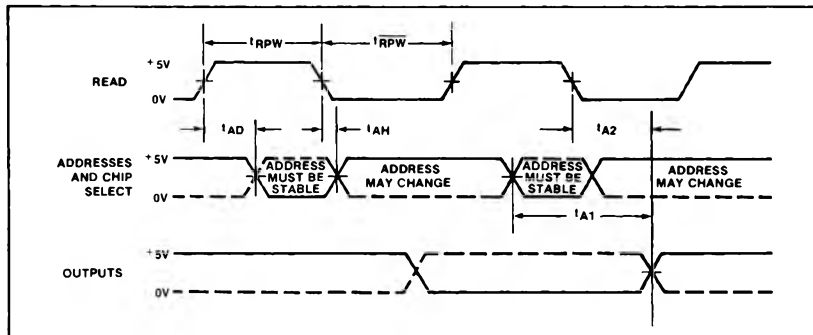 tRPW
tRPW
+5V
READ
0V
tAD
tAH
tA2
ADDRESSES AND CHIP SELECT
+5V
0V
ADDRESS MUST BE STABLE
ADDRESS MAY CHANGE
ADDRESS MUST BE STABLE
ADDRESS MAY CHANGE
tA1
+5V
OUTPUTS
0V